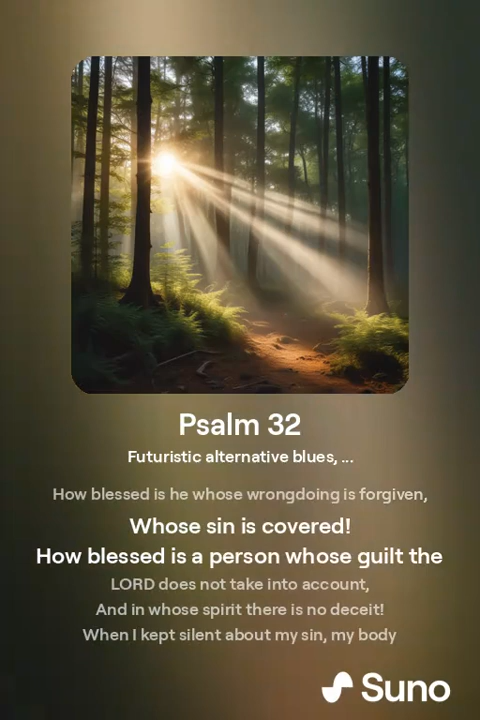 Psalm 32
Futuristic alternative blues, ...
How blessed is he whose wrongdoing is forgiven,
Whose sin is covered!
How blessed is a person whose guilt the
LORD does not take into account,
And in whose spirit there is no deceit!
When I kept silent about my sin, my body
Suno